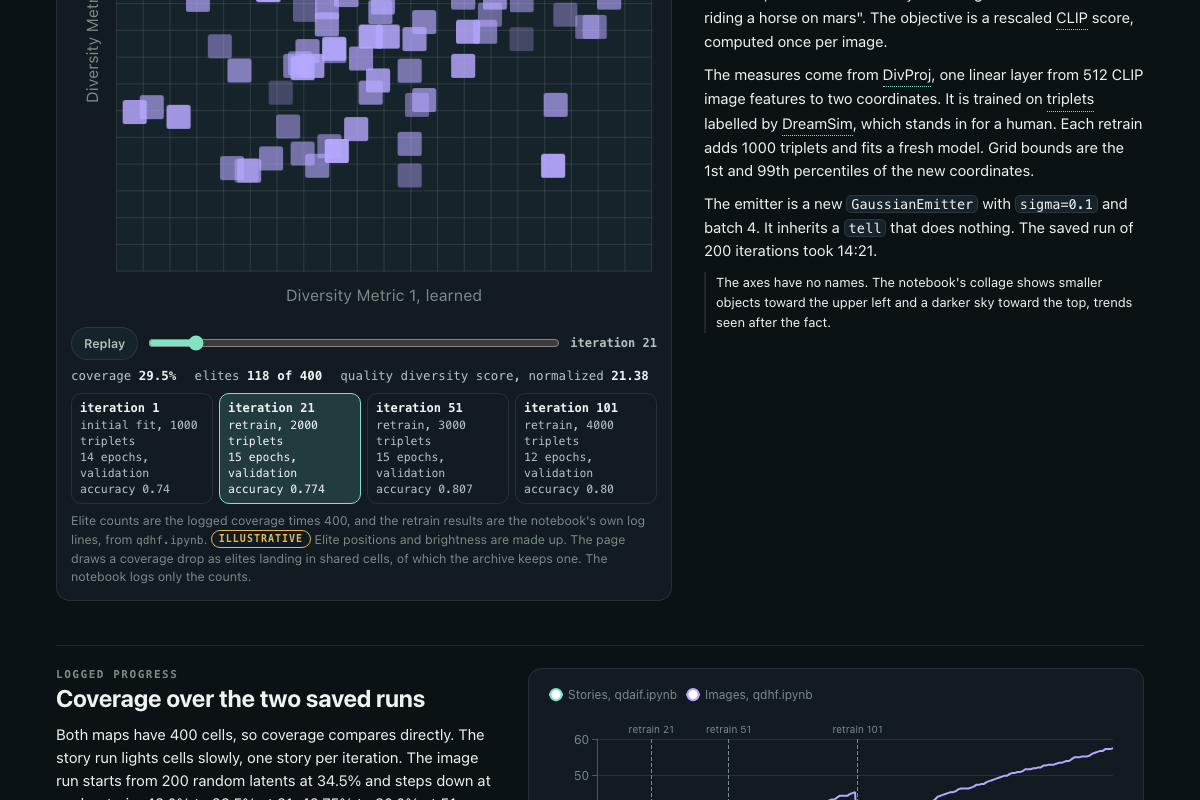 Diversity Metri
Diversity Metric 1, learned
Replay
iteration 21
coverage 29.5% elites 118 of 400 quality diversity score, normalized 21.38
iteration 1
initial fit, 1000
triplets
14 epochs,
validation
accuracy 0.74
iteration 21
retrain, 2000
triplets
15 epochs,
validation
accuracy 0.774
iteration 51
retrain, 3000
triplets
15 epochs,
validation
accuracy 0.807
iteration 101
retrain, 4000
triplets
12 epochs,
validation
accuracy 0.80
Elite counts are the logged coverage times 400, and the retrain results are the notebook's own log
lines, from qdhf.ipynb. ILLUSTRATIVE Elite positions and brightness are made up. The page
draws a coverage drop as elites landing in shared cells, of which the archive keeps one. The
notebook logs only the counts.
riding a horse on mars". The objective is a rescaled CLIP score,
computed once per image.
The measures come from DivProj, one linear layer from 512 CLIP
image features to two coordinates. It is trained on triplets
labelled by DreamSim, which stands in for a human. Each retrain
adds 1000 triplets and fits a fresh model. Grid bounds are the
1st and 99th percentiles of the new coordinates.
The emitter is a new GaussianEmitter with sigma=0.1 and
batch 4. It inherits a tell that does nothing. The saved run of
200 iterations took 14:21.
The axes have no names. The notebook's collage shows smaller
objects toward the upper left and a darker sky toward the top, trends
seen after the fact.
LOGGED PROGRESS
Coverage over the two saved runs
Both maps have 400 cells, so coverage compares directly. The
story run lights cells slowly, one story per iteration. The image
run starts from 200 random latents at 34.5% and steps down at
Stories, qdaif.ipynb Images, qdhf.ipynb
retrain 21 retrain 51 retrain 101
60
50